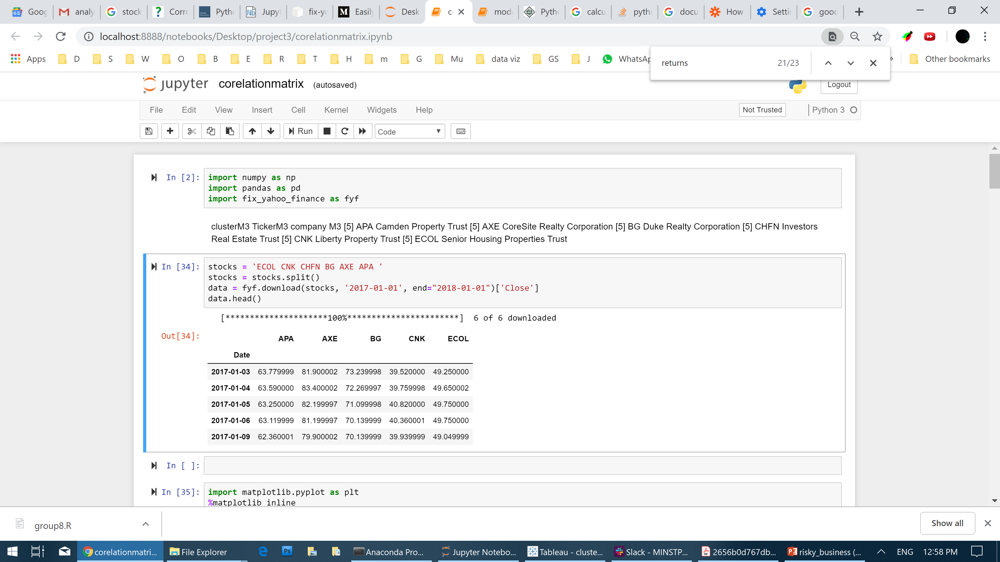 Goog analy stock Corre Pytho Jupyt fix-ya Easily Desk c mode Pytho calcu pytho docu How Settin good
localhost:8888/notebooks/Desktop/project3/corelationmatrix.ipynb
Apps D S W O B E R T H m G Mu data viz GS J WhatsAp Other bookmarks
returns 21/23
jupyter corelationmatrix (autosaved) Logout
File Edit View Insert Cell Kernel Widgets Help Not Trusted Python 3
Run Code
In [2]: import numpy as np
import pandas as pd
import fix_yahoo_finance as fyf
clusterM3 TickerM3 company M3 [5] APA Camden Property Trust [5] AXE CoreSite Realty Corporation [5] BG Duke Realty Corporation [5] CHFN Investors
Real Estate Trust [5] CNK Liberty Property Trust [5] ECOL Senior Housing Properties Trust
In [34]: stocks = 'ECOL CNK CHFN BG AXE APA '
stocks = stocks.split()
data = fyf.download(stocks, '2017-01-01', end="2018-01-01")['Close']
data.head()
[*********************100%***********************] 6 of 6 downloaded
Out[34]:
APA AXE BG CNK ECOL
Date
2017-01-03 63.779999 81.900002 73.239998 39.520000 49.250000
2017-01-04 63.590000 83.400002 72.269997 39.759998 49.650002
2017-01-05 63.250000 82.199997 71.099998 40.820000 49.750000
2017-01-06 63.119999 81.199997 70.139999 40.360001 49.750000
2017-01-09 62.360001 79.900002 70.139999 39.939999 49.049999
In [ ]:
In [35]: import matplotlib.pyplot as plt
%matplotlib inline
group8.R Show all
corelationmatri... File Explorer Ps Anaconda Pro... Jupyter Notebo... Tableau - cluste... Slack - MINSTP... 2656b0d767db... risky_business (... ENG 12:58 PM